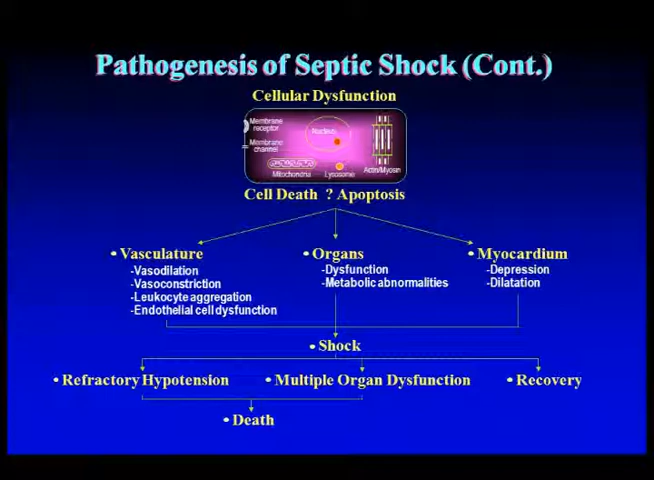 Pathogenesis of Septic Shock (Cont.)
Cellular Dysfunction
Membrane
receptor
Nucleus
Membrane
channel
Mitochondria
Lysosome
Actin/Myosin
Cell Death ? Apoptosis
• Vasculature
-Vasodilation
-Vasoconstriction
-Leukocyte aggregation
-Endothelial cell dysfunction
• Organs
-Dysfunction
-Metabolic abnormalities
• Myocardium
-Depression
-Dilatation
• Shock
• Refractory Hypotension
• Multiple Organ Dysfunction
• Recovery
• Death